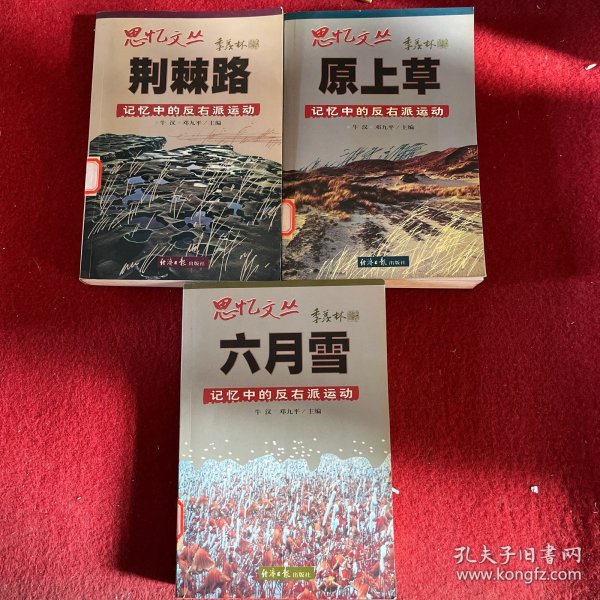 思忆文丛
季羡林
荆棘路
记忆中的反右派运动
牛汉 邓九平/主编
经济日报出版社
思忆文丛
季羡林
原上草
记忆中的反右派运动
牛汉 邓九平/主编
经济日报出版社
思忆文丛
季羡林
六月雪
记忆中的反右派运动
牛汉 邓九平/主编
经济日报出版社
孔夫子旧书网
www.kongfz.com